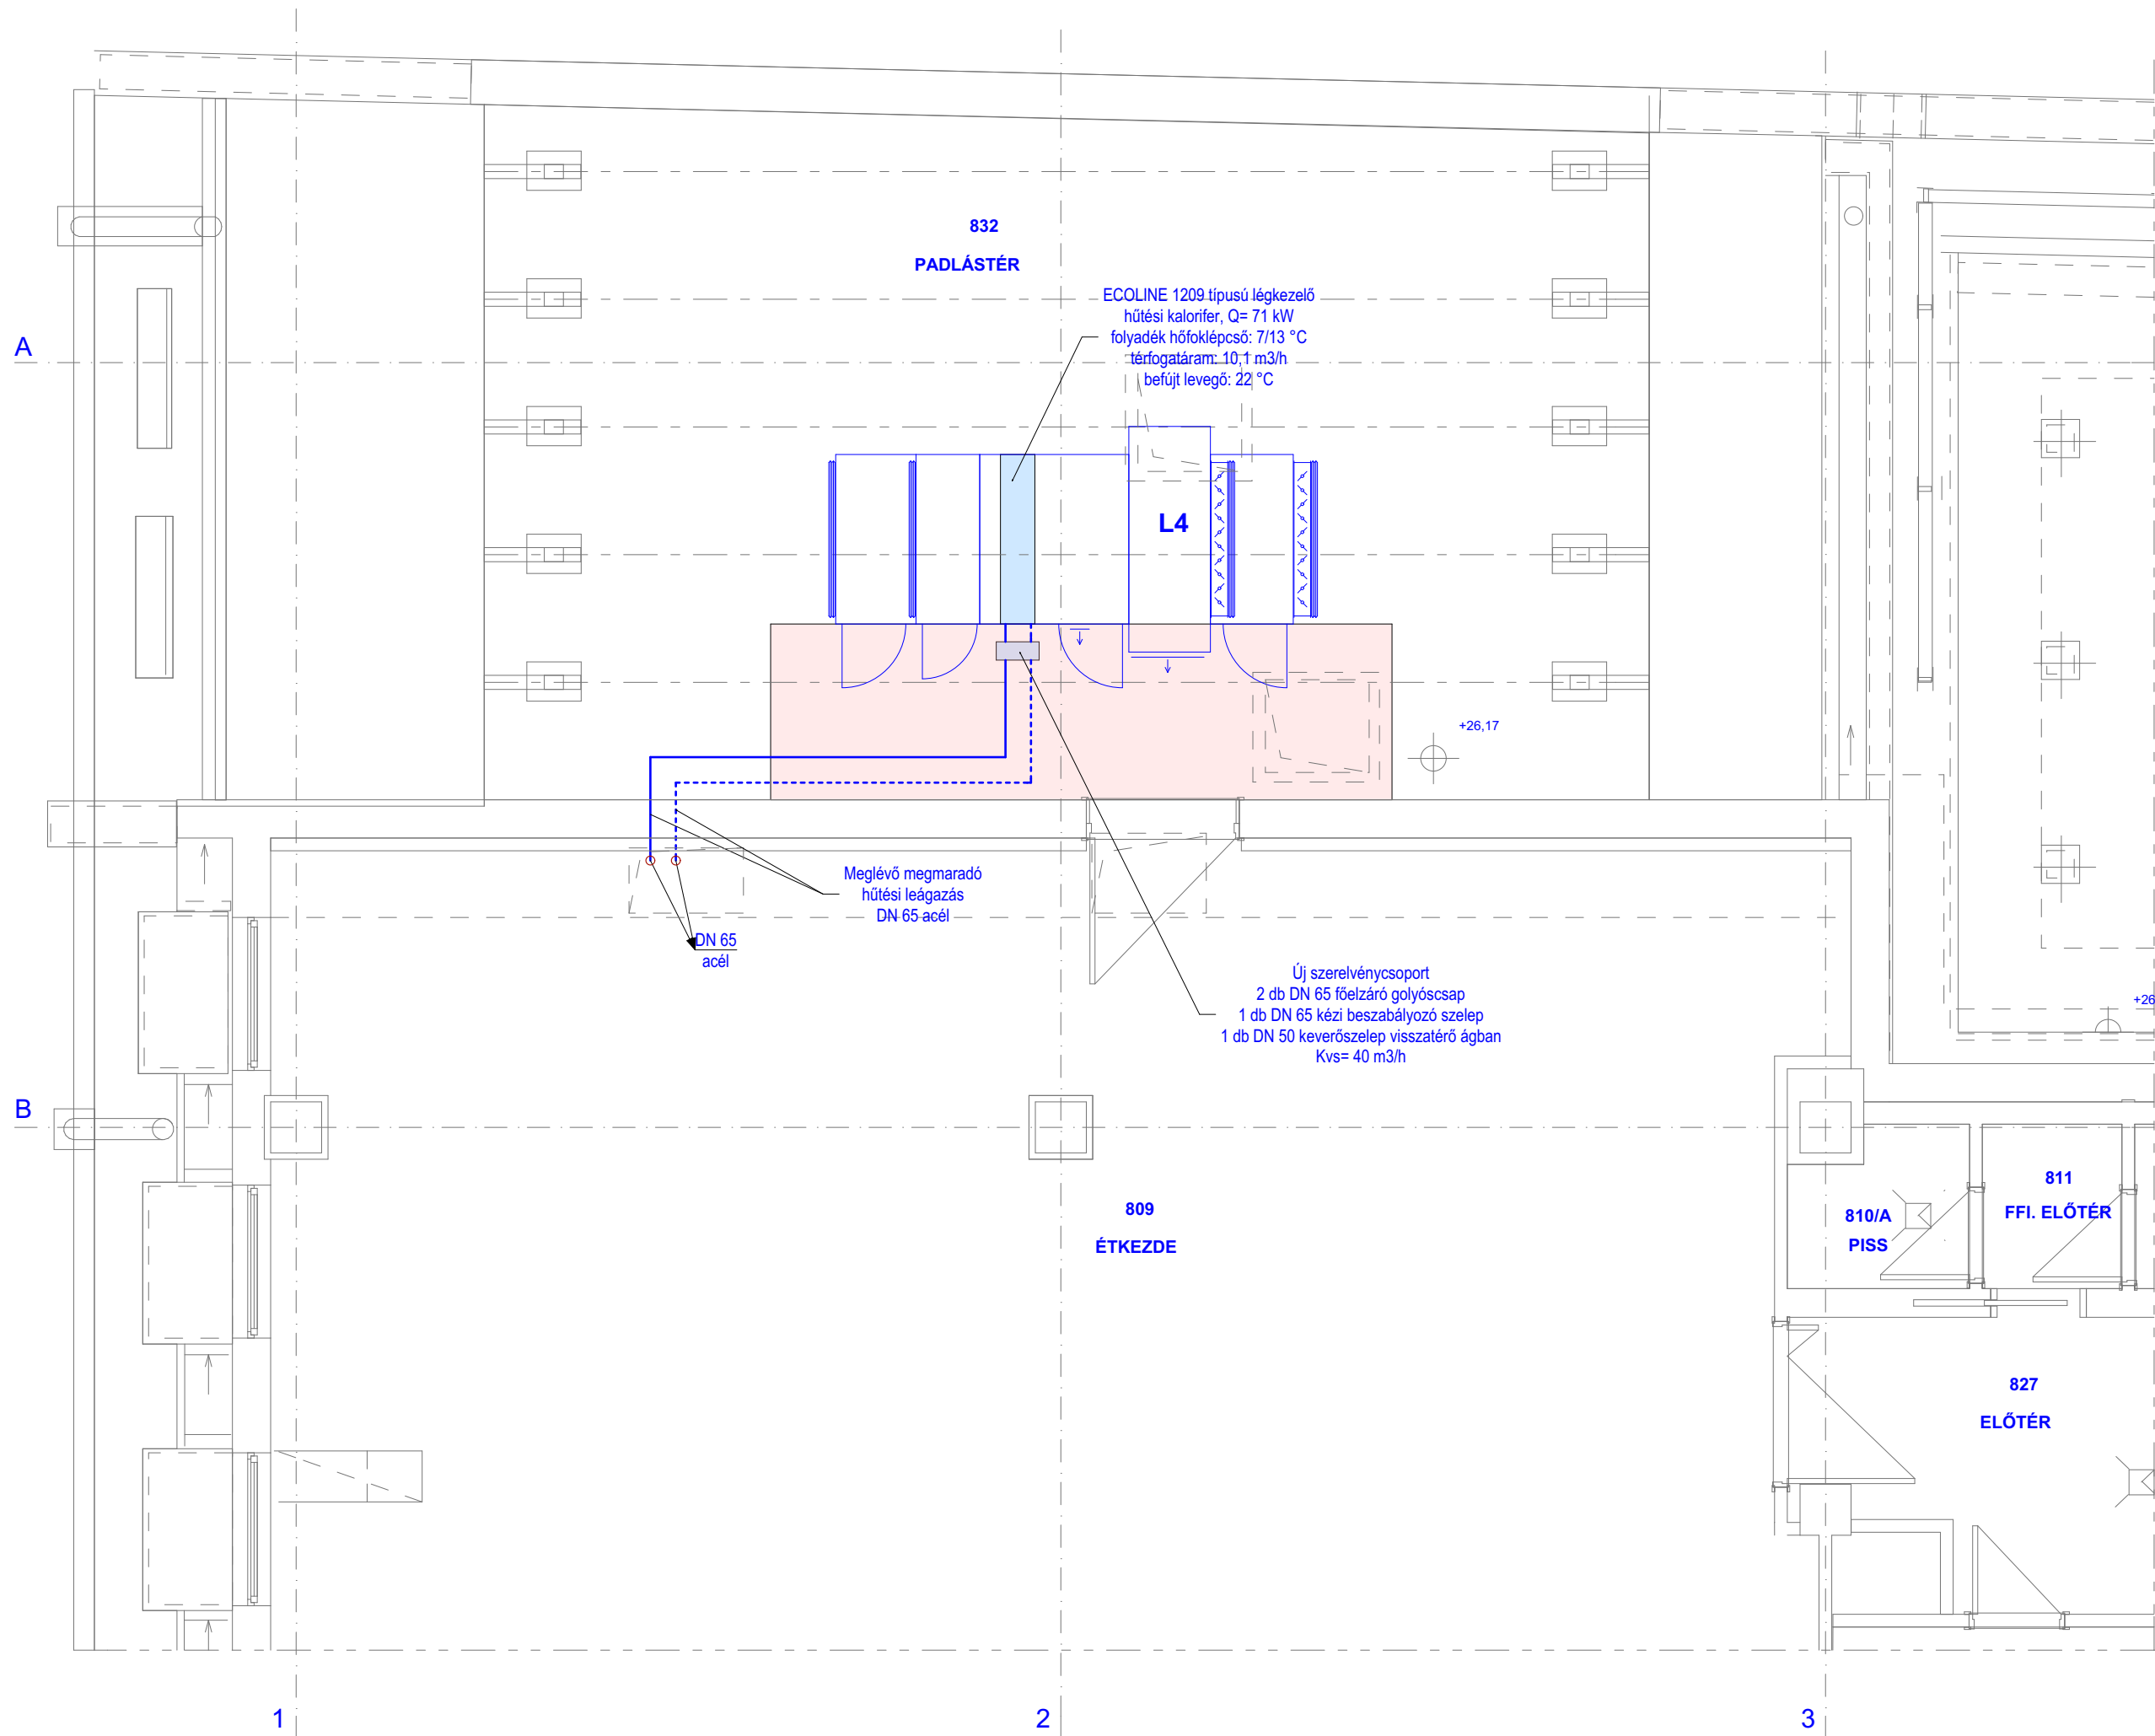 832
PADLÁSTÉR
ECOLINE 1209 típusú légkezelő
hűtési kalorifer, Q= 71 kW
folyadék hőfoklépcső: 7/13 °C
térfogatáram: 10,1 m3/h
befújt levegő: 22 °C
A
L4
+26,17
Meglévő megmaradó
hűtési leágazás
DN 65 acél
DN 65
acél
Új szerelvénycsoport
2 db DN 65 főelzáró golyóscsap
1 db DN 65 kézi beszabályozó szelep
1 db DN 50 keverőszelep visszatérő ágban
Kvs= 40 m3/h
+26
B
809
ÉTKEZDE
810/A
PISS
811
FFI. ELŐTÉR
827
ELŐTÉR
1
2
3